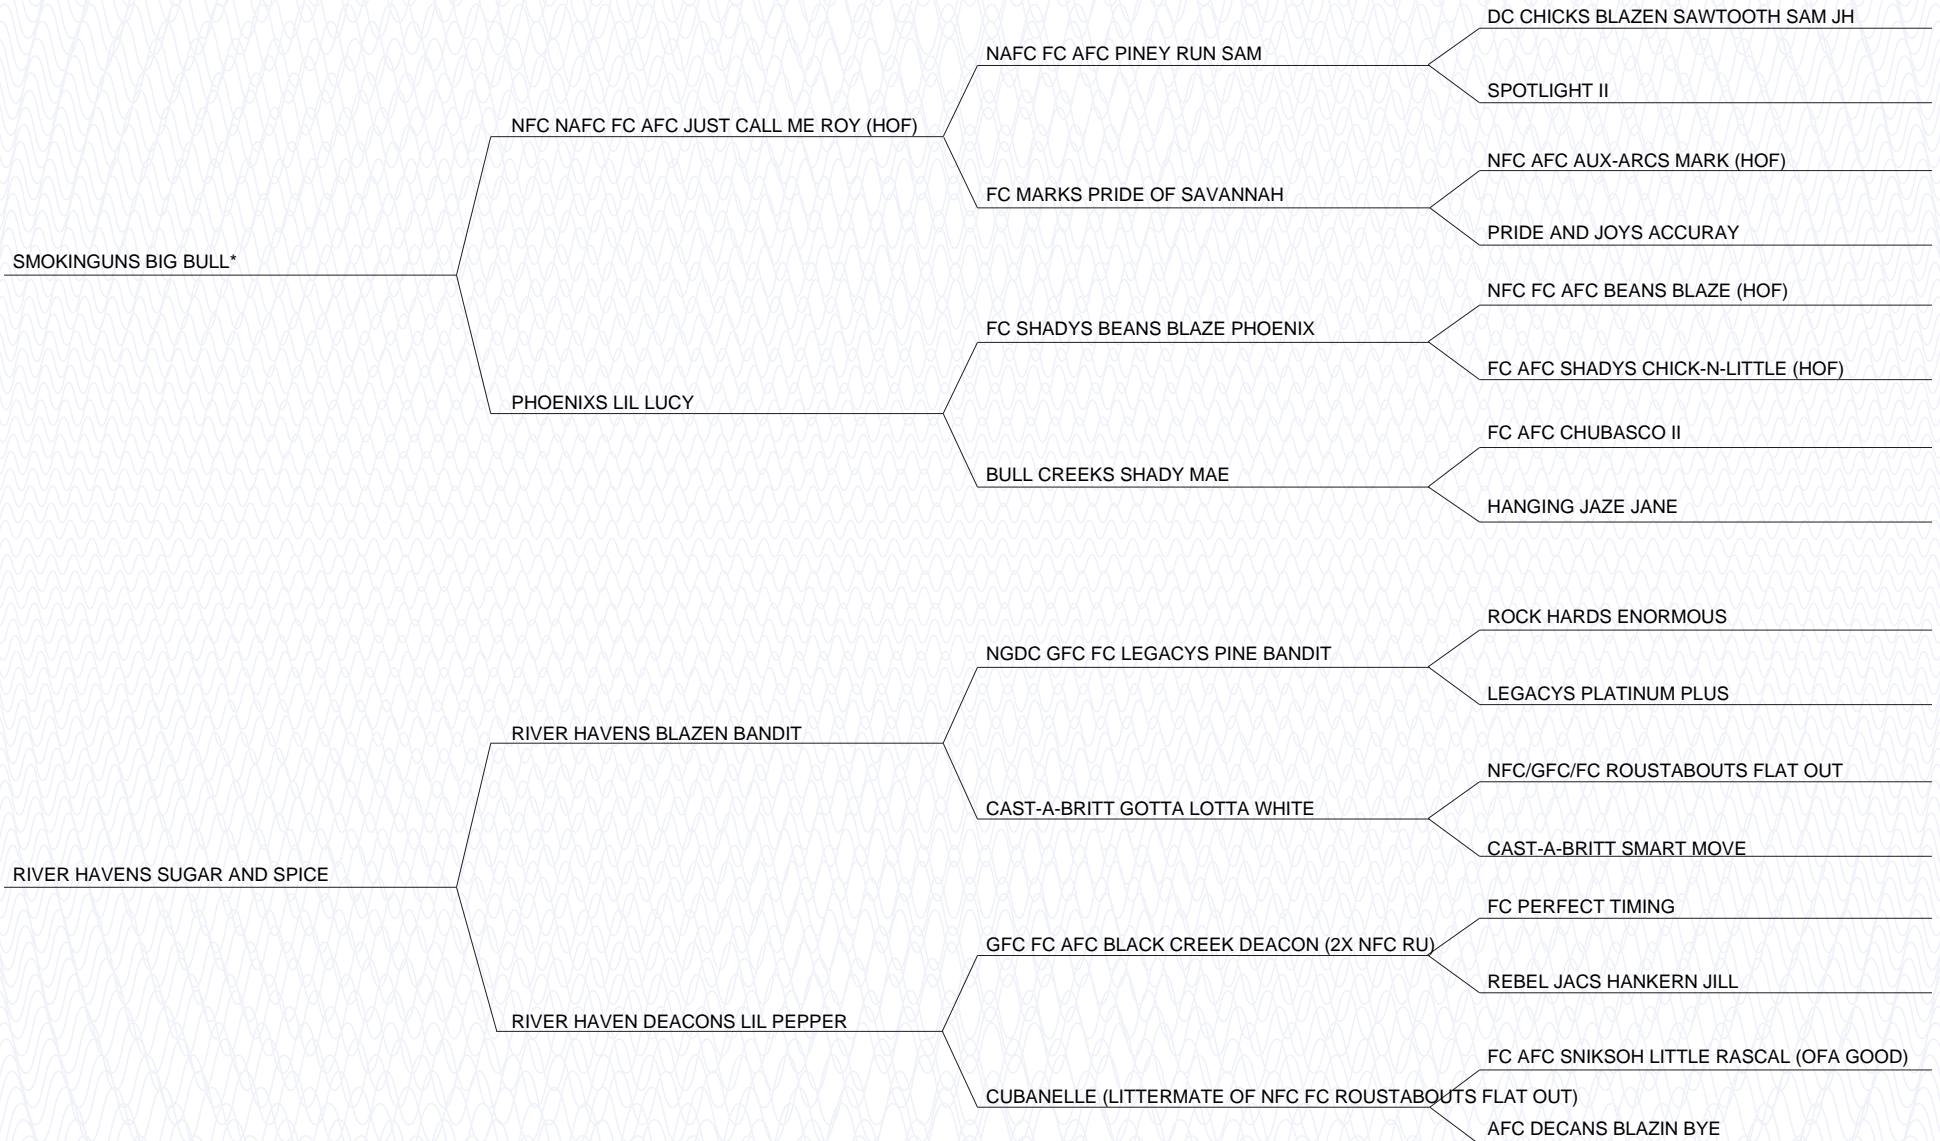 DC CHICKS BLAZEN SAWTOOTH SAM JH
NAFC FC AFC PINEY RUN SAM
SPOTLIGHT II
NFC NAFC FC AFC JUST CALL ME ROY (HOF)
NFC AFC AUX-ARCS MARK (HOF)
FC MARKS PRIDE OF SAVANNAH
PRIDE AND JOYS ACCURAY
SMOKINGUNS BIG BULL*
NFC FC AFC BEANS BLAZE (HOF)
FC SHADYS BEANS BLAZE PHOENIX
FC AFC SHADYS CHICK-N-LITTLE (HOF)
PHOENIXS LIL LUCY
FC AFC CHUBASCO II
BULL CREEKS SHADY MAE
HANGING JAZE JANE
ROCK HARDS ENORMOUS
NGDC GFC FC LEGACYS PINE BANDIT
LEGACYS PLATINUM PLUS
RIVER HAVENS BLAZEN BANDIT
NFC/GFC/FC ROUSTABOUTS FLAT OUT
CAST-A-BRITT GOTTA LOTTA WHITE
CAST-A-BRITT SMART MOVE
RIVER HAVENS SUGAR AND SPICE
FC PERFECT TIMING
GFC FC AFC BLACK CREEK DEACON (2X NFC RU)
REBEL JACS HANKERN JILL
RIVER HAVEN DEACONS LIL PEPPER
FC AFC SNIKSOH LITTLE RASCAL (OFA GOOD)
CUBANELLE (LITTERMATE OF NFC FC ROUSTABOUTS FLAT OUT)
AFC DECANS BLAZIN BYE